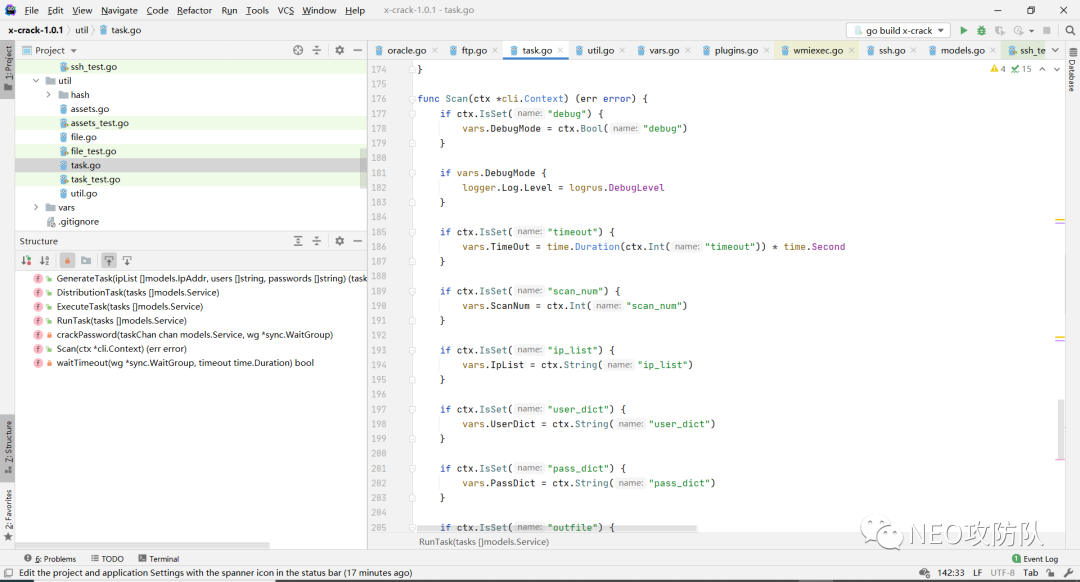 File Edit View Navigate Code Refactor Run Tools VCS Window Help x-crack-1.0.1 - task.go
x-crack-1.0.1 util task.go go build x-crack
1: Project
Project
oracle.go ftp.go task.go util.go vars.go plugins.go wmiexec.go ssh.go models.go ssh_te
Database
ssh_test.go
util
hash
assets.go
assets_test.go
file.go
file_test.go
task.go
task_test.go
util.go
vars
.gitignore
Structure
GenerateTask(ipList []models.IpAddr, users []string, passwords []string) (task
DistributionTask(tasks []models.Service)
ExecuteTask(tasks []models.Service)
RunTask(tasks []models.Service)
crackPassword(taskChan chan models.Service, wg *sync.WaitGroup)
Scan(ctx *cli.Context) (err error)
waitTimeout(wg *sync.WaitGroup, timeout time.Duration) bool
Z: Structure
2: Favorites
4 15
174 }
175
176 func Scan(ctx *cli.Context) (err error) {
177 if ctx.IsSet( name: "debug") {
178 vars.DebugMode = ctx.Bool( name: "debug")
179 }
180
181 if vars.DebugMode {
182 logger.Log.Level = logrus.DebugLevel
183 }
184
185 if ctx.IsSet( name: "timeout") {
186 vars.TimeOut = time.Duration(ctx.Int( name: "timeout")) * time.Second
187 }
188
189 if ctx.IsSet( name: "scan_num") {
190 vars.ScanNum = ctx.Int( name: "scan_num")
191 }
192
193 if ctx.IsSet( name: "ip_list") {
194 vars.IpList = ctx.String( name: "ip_list")
195 }
196
197 if ctx.IsSet( name: "user_dict") {
198 vars.UserDict = ctx.String( name: "user_dict")
199 }
200
201 if ctx.IsSet( name: "pass_dict") {
202 vars.PassDict = ctx.String( name: "pass_dict")
203 }
204
205 if ctx.IsSet( name: "outfile") {
RunTask(tasks []models.Service)
NEO攻防队
6: Problems TODO Terminal 1 Event Log
Edit the project and application Settings with the spanner icon in the status bar (17 minutes ago) 142:33 LF UTF-8 Tab